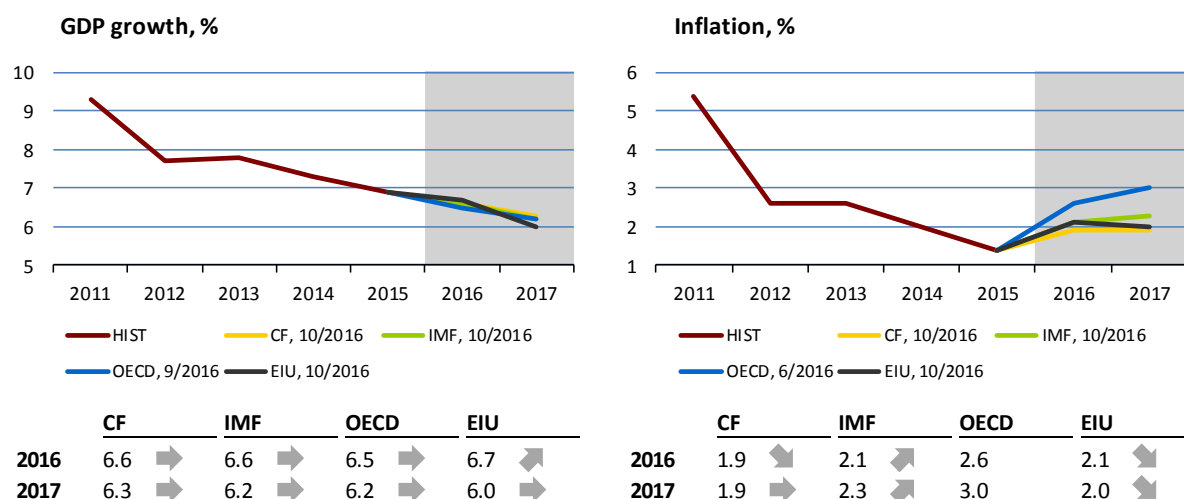 GDP growth, %
10
9
8
7
6
5
2011 2012 2013 2014 2015 2016 2017
HIST CF, 10/2016 IMF, 10/2016
OECD, 9/2016 EIU, 10/2016
CF IMF OECD EIU
2016 6.6 6.6 6.5 6.7
2017 6.3 6.2 6.2 6.0
Inflation, %
6
5
4
3
2
1
2011 2012 2013 2014 2015 2016 2017
HIST CF, 10/2016 IMF, 10/2016
OECD, 6/2016 EIU, 10/2016
CF IMF OECD EIU
2016 1.9 2.1 2.6 2.1
2017 1.9 2.3 3.0 2.0